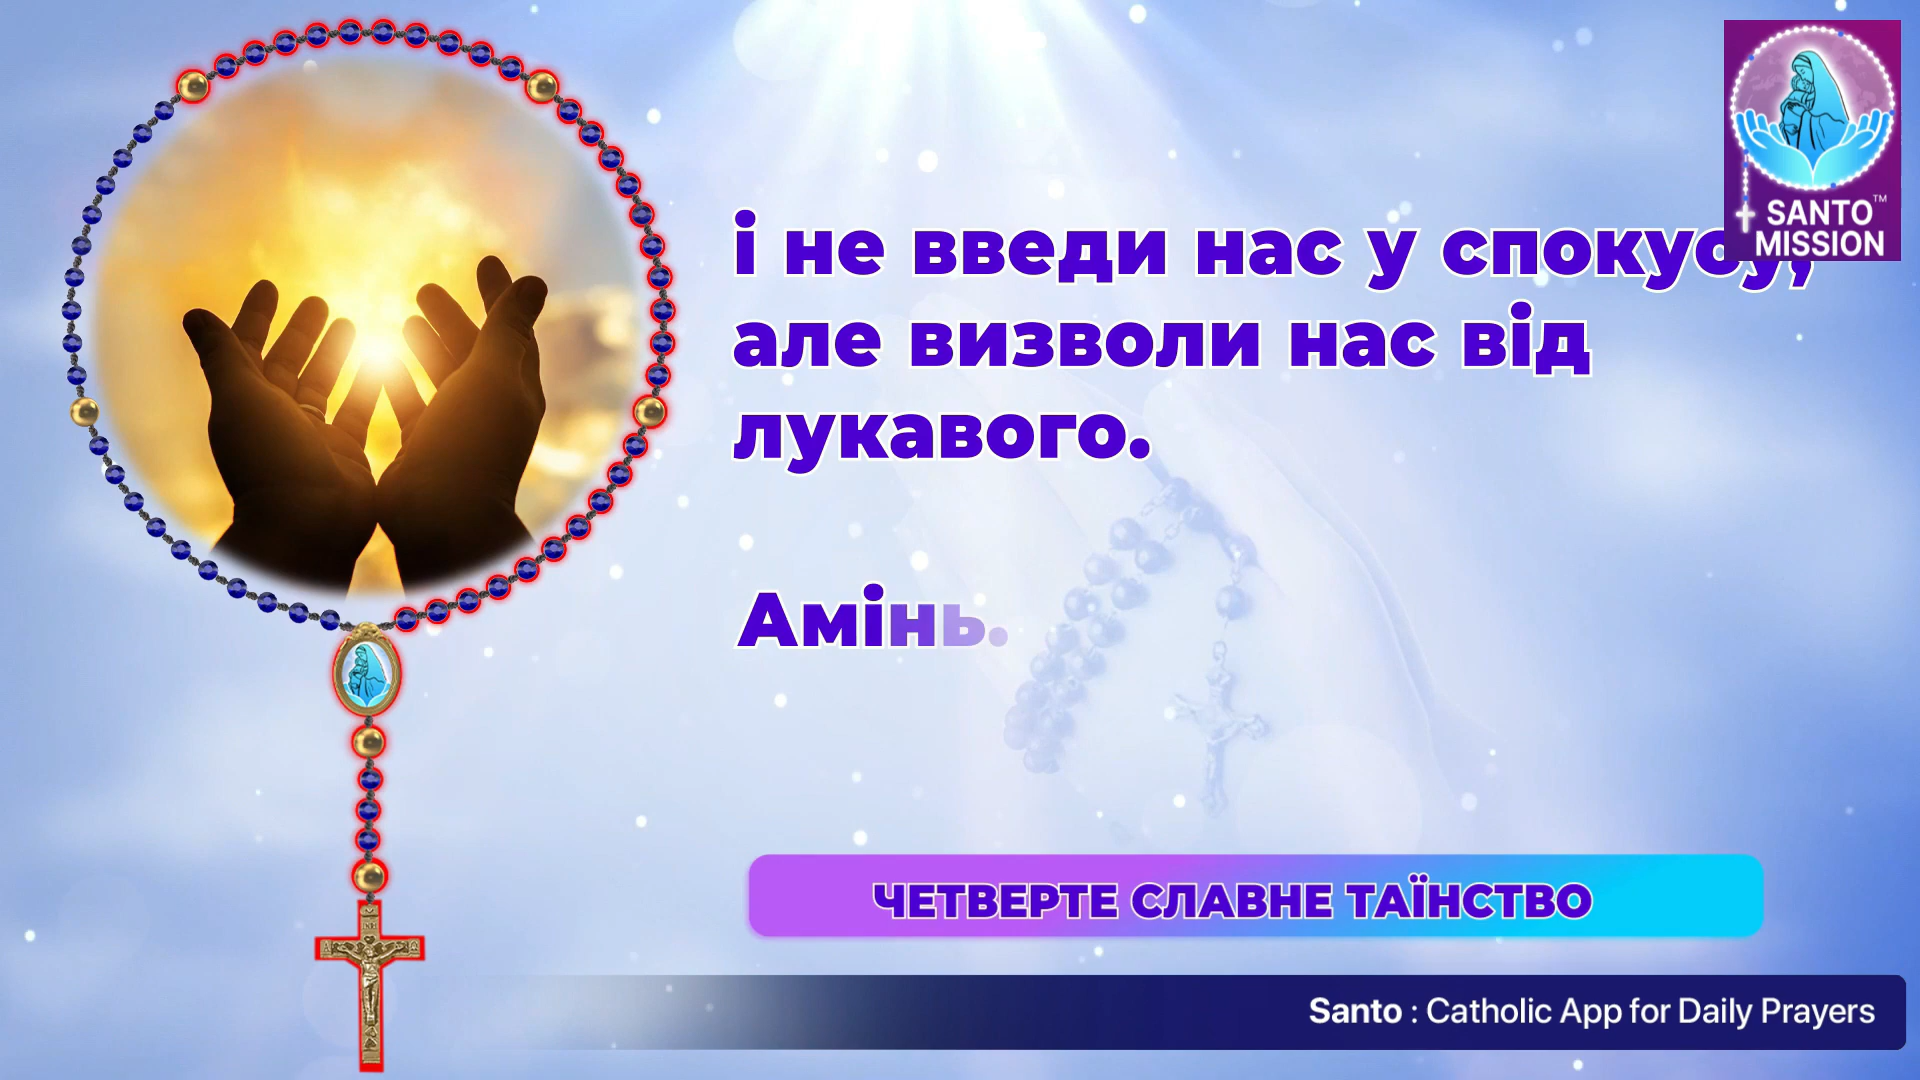 і не введи нас у спокусу,
але визволи нас від
лукавого.
Амінь.
SANTO™
MISSION
ЧЕТВЕРТЕ СЛАВНЕ ТАЇНСТВО
Santo : Catholic App for Daily Prayers